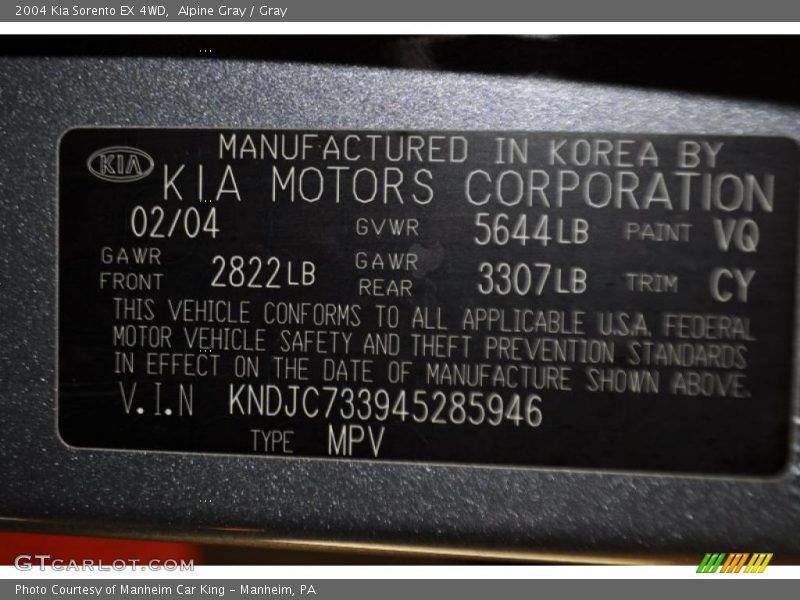 2004 Kia Sorento EX 4WD, Alpine Gray / Gray
KIA
MANUFACTURED IN KOREA BY
KIA MOTORS CORPORATION
02/04 GVWR 5644LB PAINT VQ
GAWR FRONT 2822LB GAWR REAR 3307LB TRIM CY
THIS VEHICLE CONFORMS TO ALL APPLICABLE U.S.A. FEDERAL
MOTOR VEHICLE SAFETY AND THEFT PREVENTION STANDARDS
IN EFFECT ON THE DATE OF MANUFACTURE SHOWN ABOVE.
V.I.N KNDJC733945285946
TYPE MPV
GTCARLOT.COM
Photo Courtesy of Manheim Car King - Manheim, PA